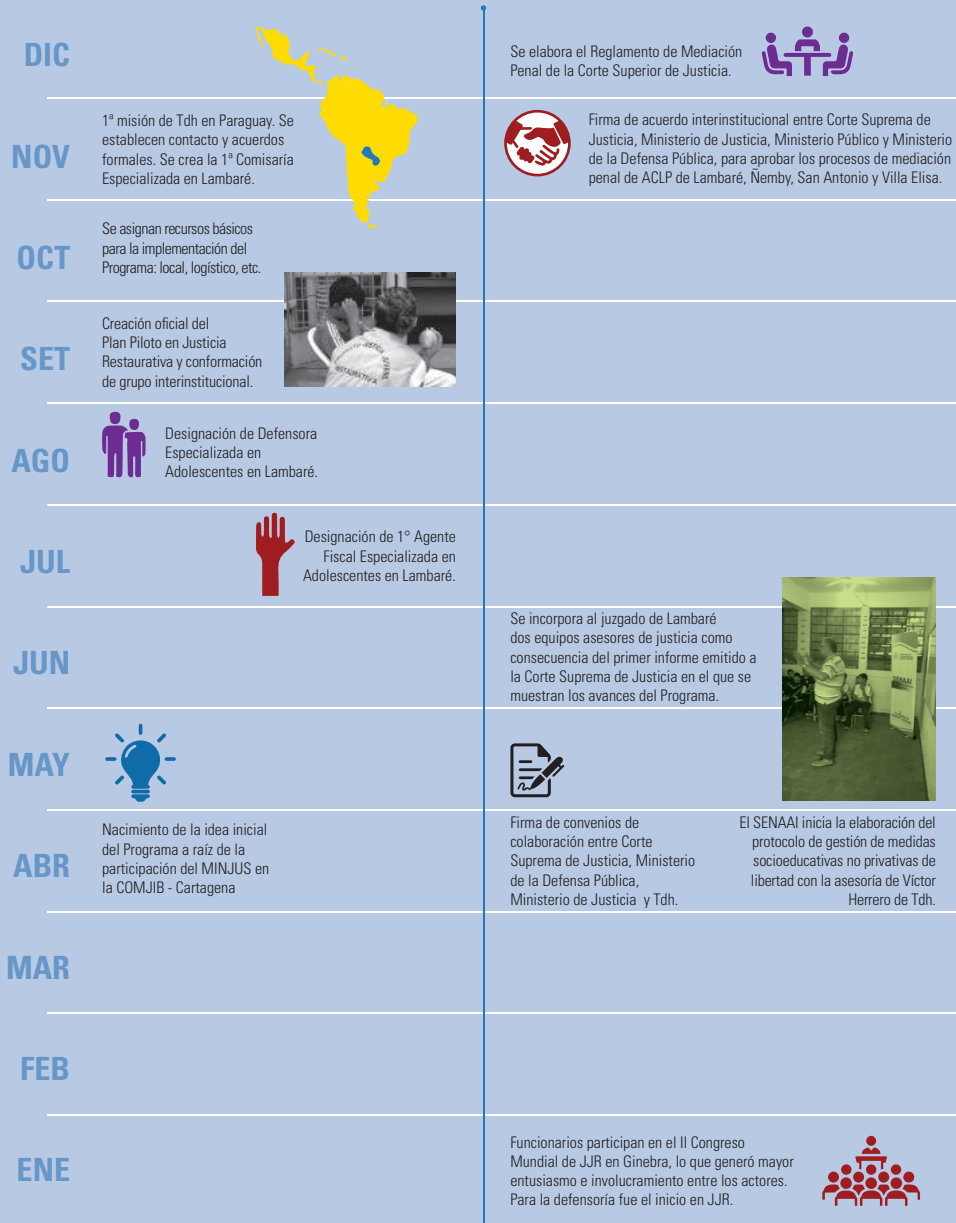 DIC
Se elabora el Reglamento de Mediación
Penal de la Corte Superior de Justicia.
NOV
1ª misión de Tdh en Paraguay. Se
establecen contacto y acuerdos
formales. Se crea la 1ª Comisaría
Especializada en Lambaré.
Firma de acuerdo interinstitucional entre Corte Suprema de
Justicia, Ministerio de Justicia, Ministerio Público y Ministerio
de la Defensa Pública, para aprobar los procesos de mediación
penal de ACLP de Lambaré, Ñemby, San Antonio y Villa Elisa.
OCT
Se asignan recursos básicos
para la implementación del
Programa: local, logístico, etc.
SET
Creación oficial del
Plan Piloto en Justicia
Restaurativa y conformación
de grupo interinstitucional.
AGO
Designación de Defensora
Especializada en
Adolescentes en Lambaré.
JUL
Designación de 1° Agente
Fiscal Especializada en
Adolescentes en Lambaré.
JUN
Se incorpora al juzgado de Lambaré
dos equipos asesores de justicia como
consecuencia del primer informe emitido a
la Corte Suprema de Justicia en el que se
muestran los avances del Programa.
SENAAI
MAY
ABR
Nacimiento de la idea inicial
del Programa a raíz de la
participación del MINJUS en
la COMJIB - Cartagena
Firma de convenios de
colaboración entre Corte
Suprema de Justicia, Ministerio
de la Defensa Pública,
Ministerio de Justicia y Tdh.
El SENAAI inicia la elaboración del
protocolo de gestión de medidas
socioeducativas no privativas de
libertad con la asesoría de Víctor
Herrero de Tdh.
MAR
FEB
ENE
Funcionarios participan en el II Congreso
Mundial de JJR en Ginebra, lo que generó mayor
entusiasmo e involucramiento entre los actores.
Para la defensoría fue el inicio en JJR.